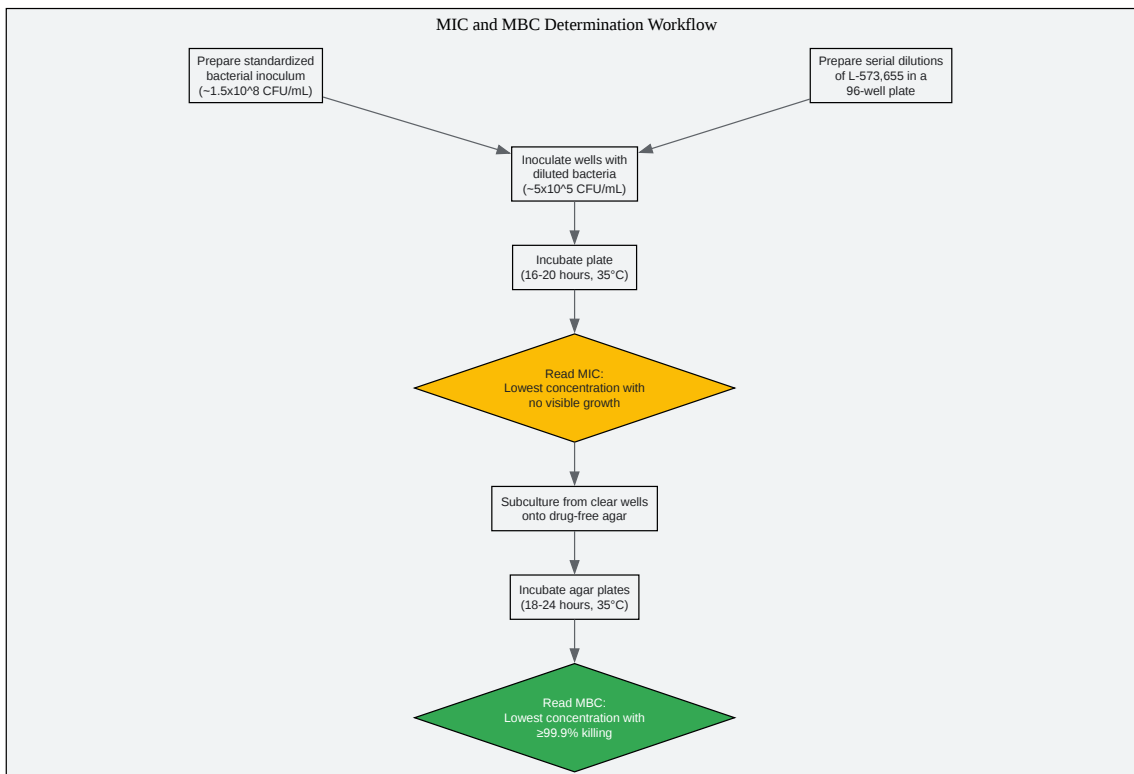 MIC and MBC Determination Workflow
Prepare standardized
bacterial inoculum
(~1.5x10^8 CFU/mL)
Prepare serial dilutions
of L-573,655 in a
96-well plate
Inoculate wells with
diluted bacteria
(~5x10^5 CFU/mL)
Incubate plate
(16-20 hours, 35°C)
Read MIC:
Lowest concentration with
no visible growth
Subculture from clear wells
onto drug-free agar
Incubate agar plates
(18-24 hours, 35°C)
Read MBC:
Lowest concentration with
≥99.9% killing